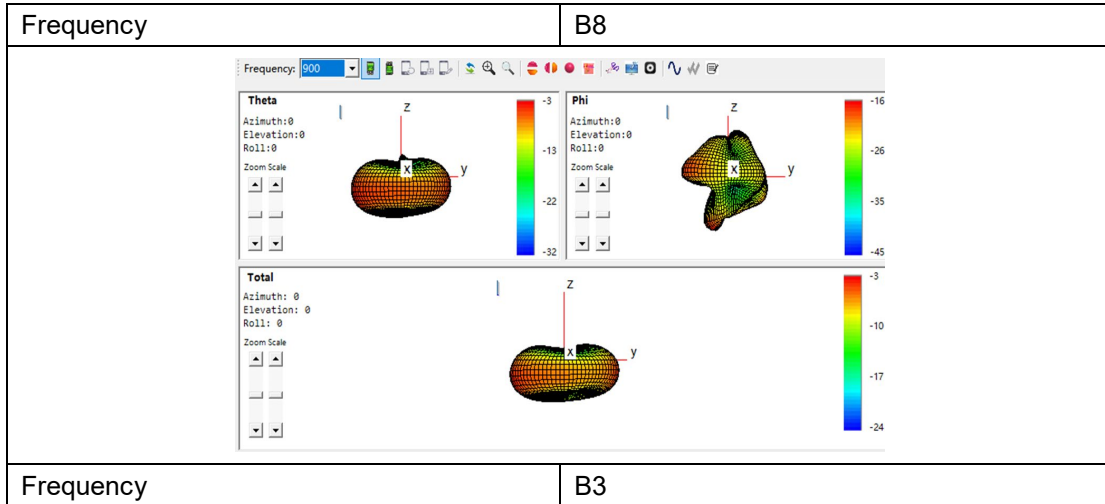 Frequency B8
Frequency: 900
Theta
Azimuth:0
Elevation:0
Roll:0
Zoom Scale
z
x
y
-3
-13
-22
-32
Phi
Azimuth:0
Elevation:0
Roll:0
Zoom Scale
z
x
y
-16
-26
-35
-45
Total
Azimuth: 0
Elevation: 0
Roll: 0
Zoom Scale
z
x
y
-3
-10
-17
-24
Frequency B3